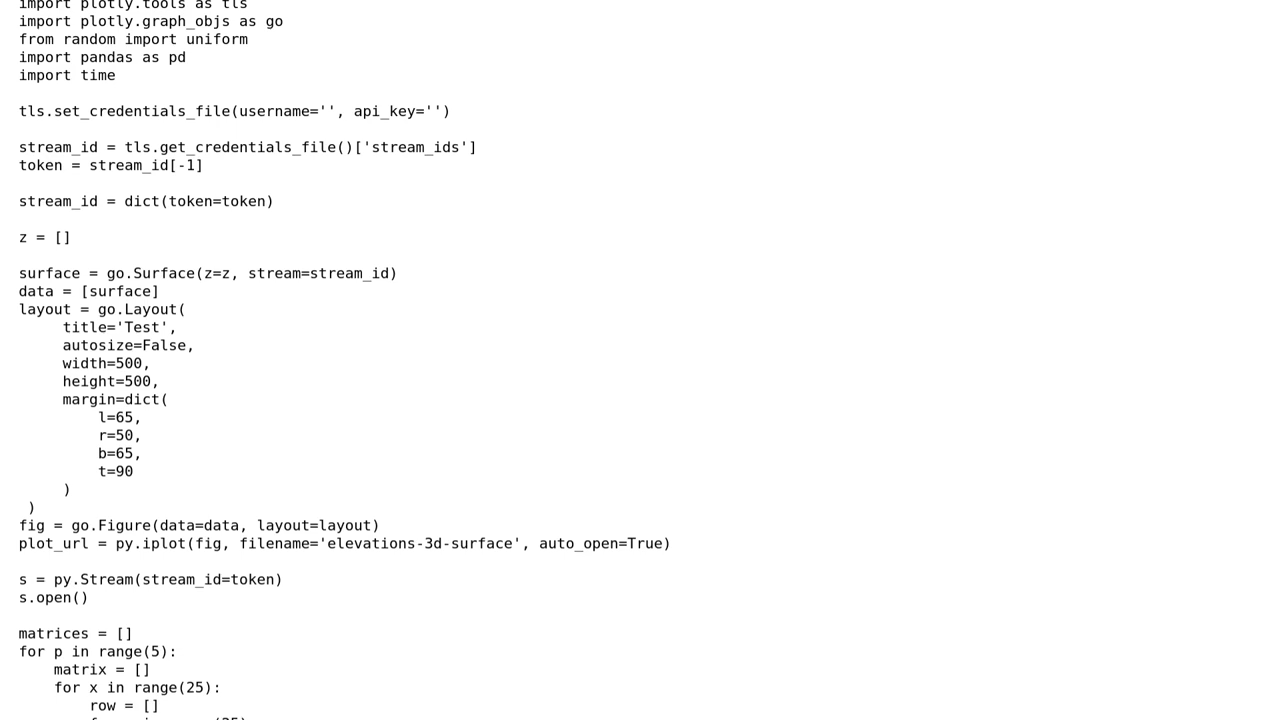 import plotly.tools as tls
import plotly.graph_objs as go
from random import uniform
import pandas as pd
import time

tls.set_credentials_file(username='', api_key='')

stream_id = tls.get_credentials_file()['stream_ids']
token = stream_id[-1]

stream_id = dict(token=token)

z = []

surface = go.Surface(z=z, stream=stream_id)
data = [surface]
layout = go.Layout(
     title='Test',
     autosize=False,
     width=500,
     height=500,
     margin=dict(
         l=65,
         r=50,
         b=65,
         t=90
     )
 )
fig = go.Figure(data=data, layout=layout)
plot_url = py.iplot(fig, filename='elevations-3d-surface', auto_open=True)

s = py.Stream(stream_id=token)
s.open()

matrices = []
for p in range(5):
    matrix = []
    for x in range(25):
        row = []